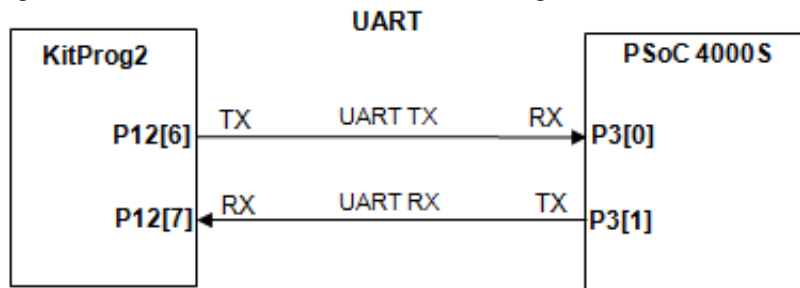 UART
KitProg2
PSoC 4000S
TX UART TX RX
P12[6] P3[0]
RX UART RX TX
P12[7] P3[1]